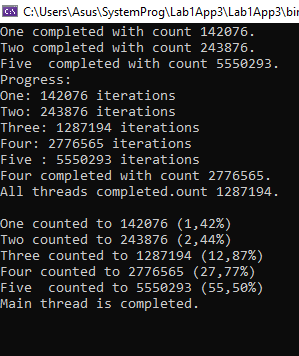 C:\Users\Asus\SystemProg\Lab1App3\Lab1App3\bin
One completed with count 142076.
Two completed with count 243876.
Five  completed with count 5550293.
Progress:
One: 142076 iterations
Two: 243876 iterations
Three: 1287194 iterations
Four: 2776565 iterations
Five : 5550293 iterations
Four completed with count 2776565.
All threads completed.ount 1287194.
One counted to 142076 (1,42%)
Two counted to 243876 (2,44%)
Three counted to 1287194 (12,87%)
Four counted to 2776565 (27,77%)
Five  counted to 5550293 (55,50%)
Main thread is completed.